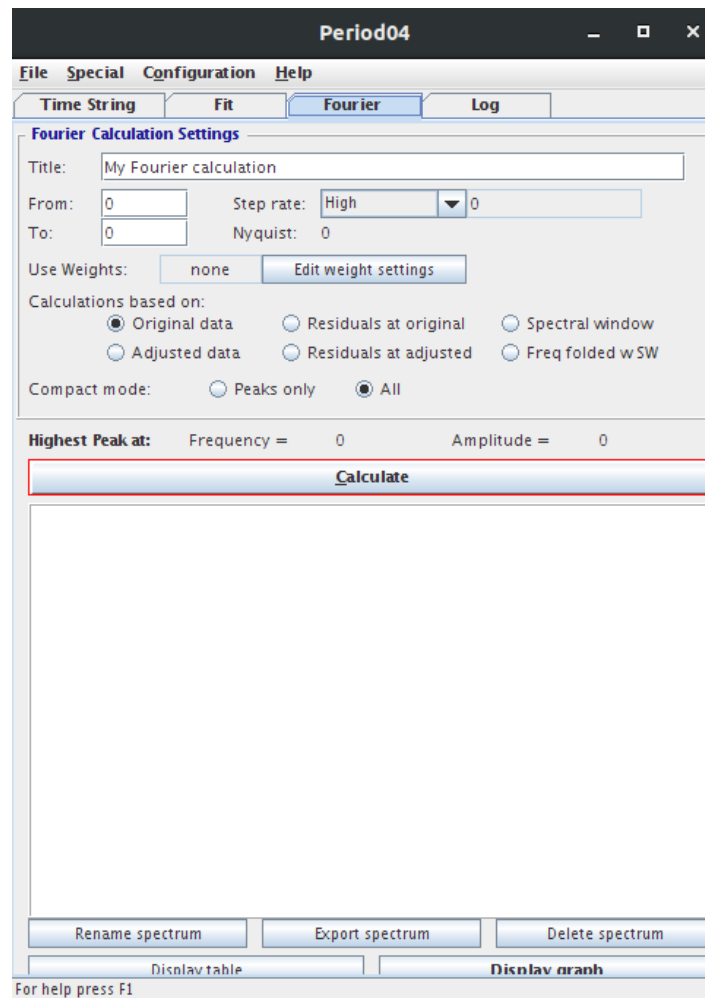 Period04
File Special Configuration Help
Time String Fit Fourier Log
Fourier Calculation Settings
Title: My Fourier calculation
From: 0 Step rate: High 0
To: 0 Nyquist: 0
Use Weights: none Edit weight settings
Calculations based on:
Original data Residuals at original Spectral window
Adjusted data Residuals at adjusted Freq folded w SW
Compact mode: Peaks only All
Highest Peak at: Frequency = 0 Amplitude = 0
Calculate
Rename spectrum Export spectrum Delete spectrum
Display table Display graph
For help press F1